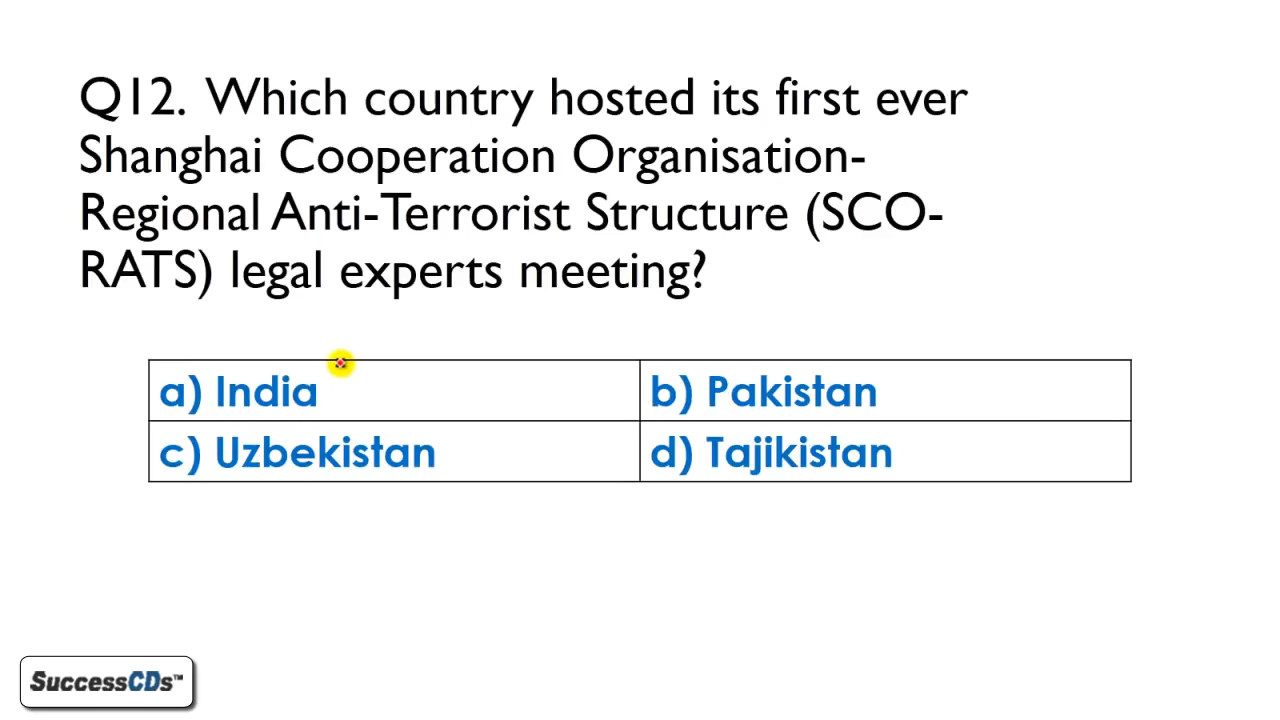 Q12. Which country hosted its first ever
Shanghai Cooperation Organisation-
Regional Anti-Terrorist Structure (SCO-
RATS) legal experts meeting?
a) India
b) Pakistan
c) Uzbekistan
d) Tajikistan
SuccessCDs™